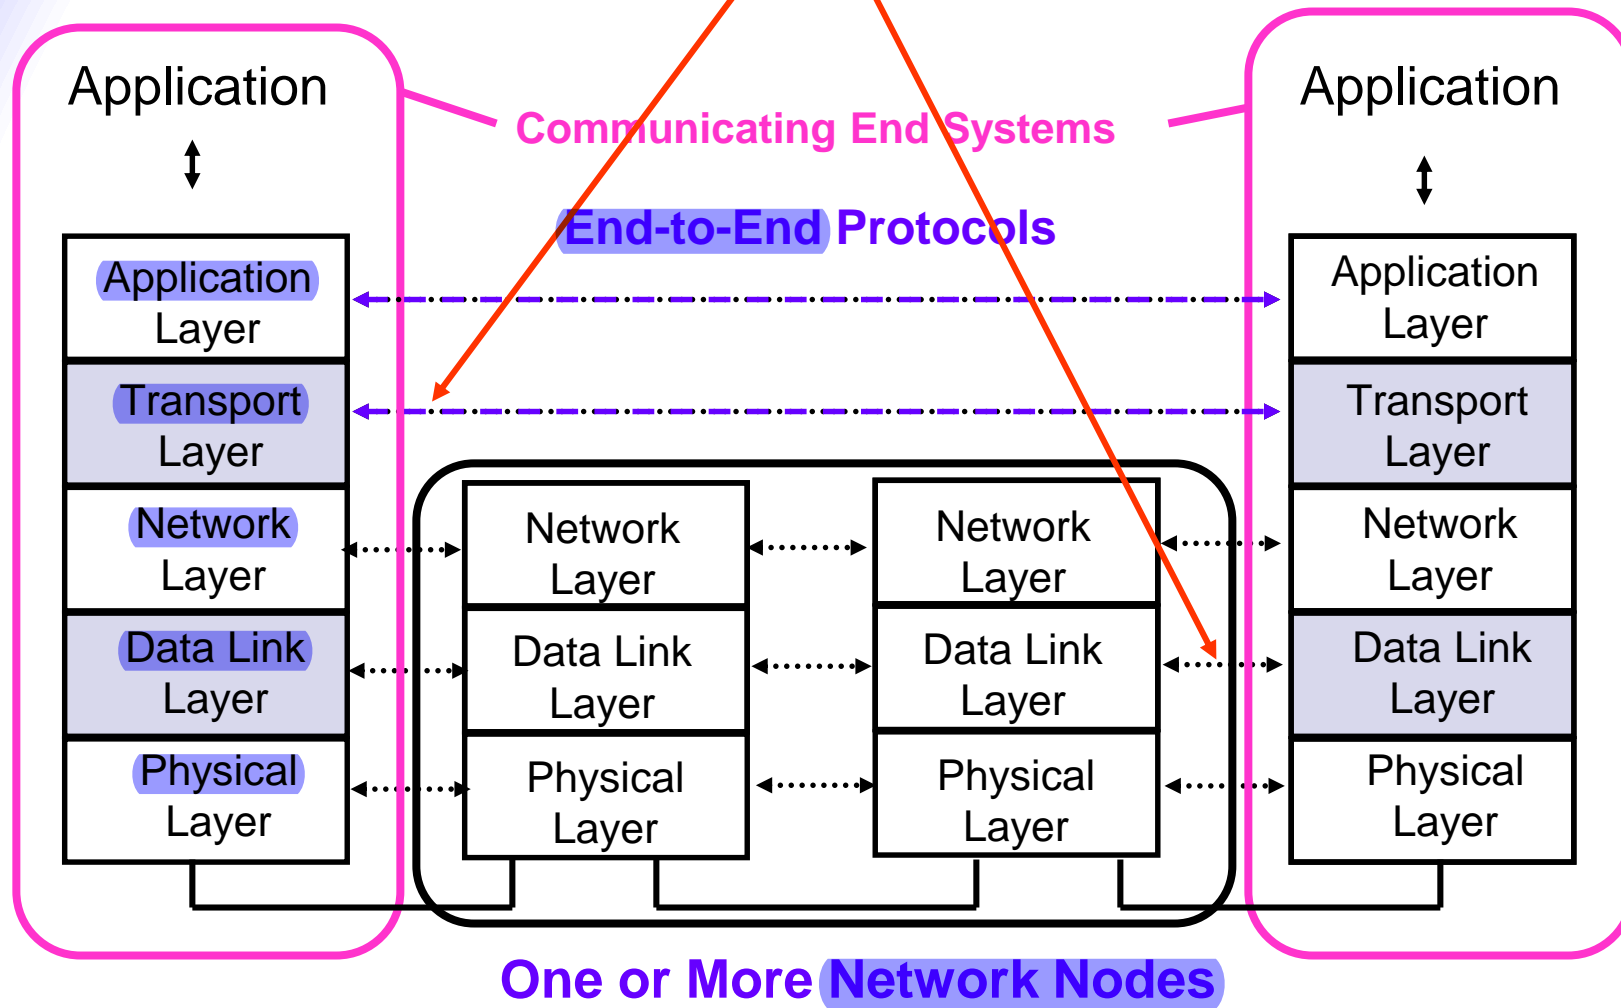 Application
Communicating End Systems
Application
End-to-End Protocols
Application
Layer
Transport
Layer
Network
Layer
Data Link
Layer
Physical
Layer
Network
Layer
Data Link
Layer
Physical
Layer
Network
Layer
Data Link
Layer
Physical
Layer
Application
Layer
Transport
Layer
Network
Layer
Data Link
Layer
Physical
Layer
One or More Network Nodes